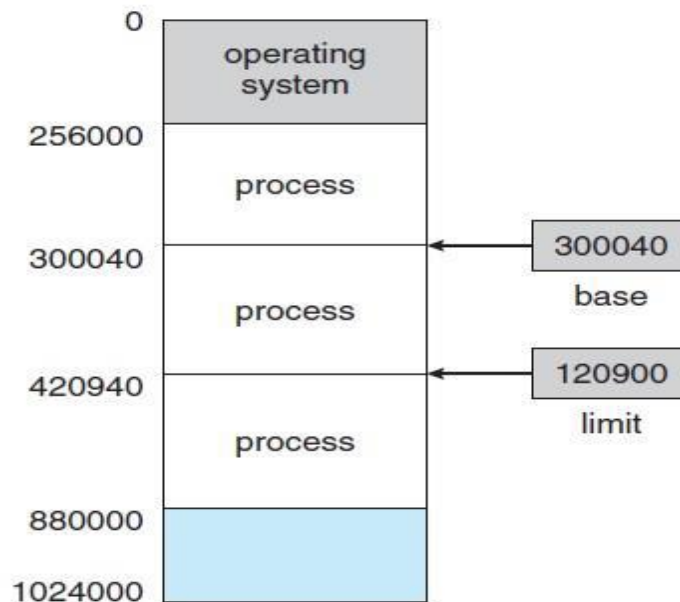 0
operating
system
256000
process
300040
300040
base
process
420940
120900
limit
process
880000
1024000